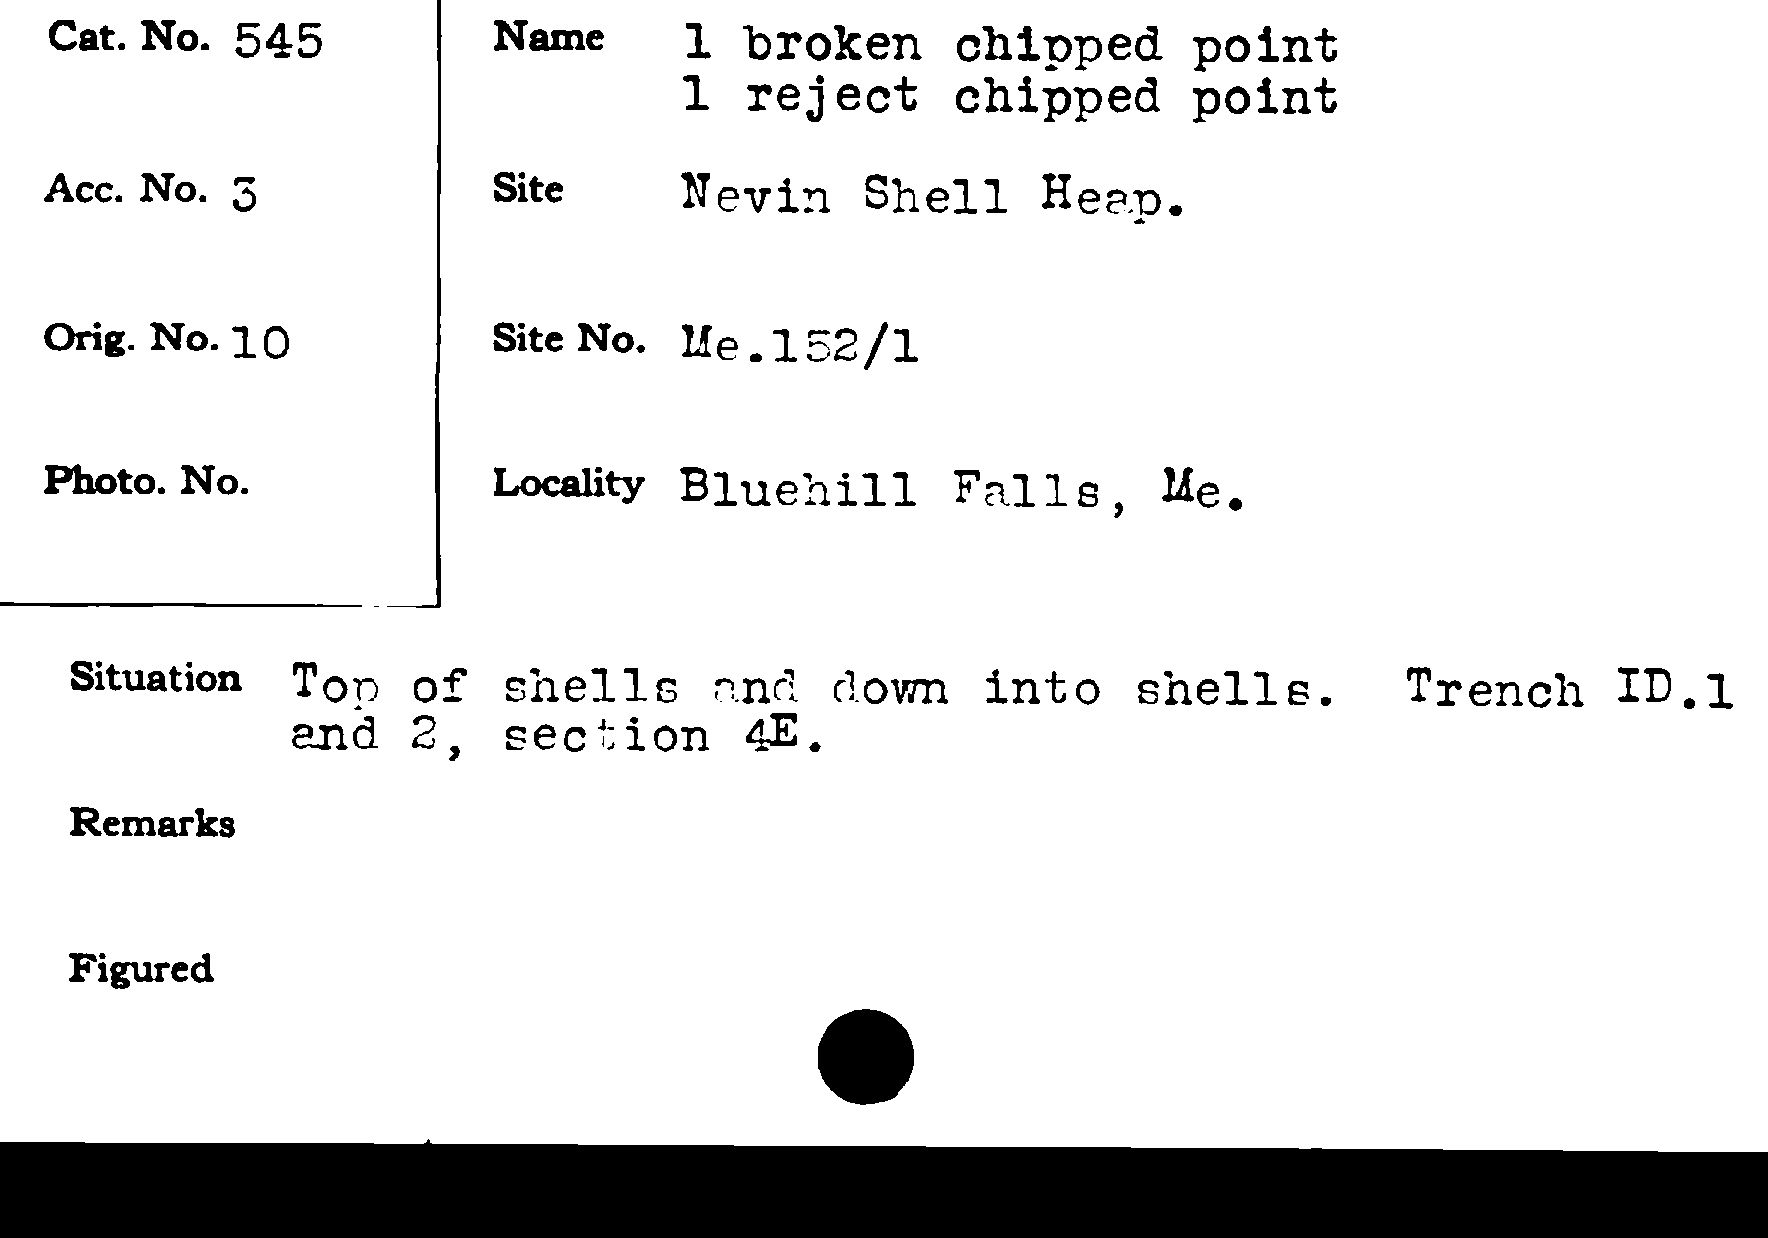 Cat. No. 545
Name 1 broken chipped point
1 reject chipped point
Acc. No. 3
Site Nevin Shell Heap.
Orig. No. 10
Site No. Me.152/1
Photo. No.
Locality Bluehill Falls, Me.
Situation Top of shells and down into shells. Trench ID.1
and 2, section 4E.
Remarks
Figured